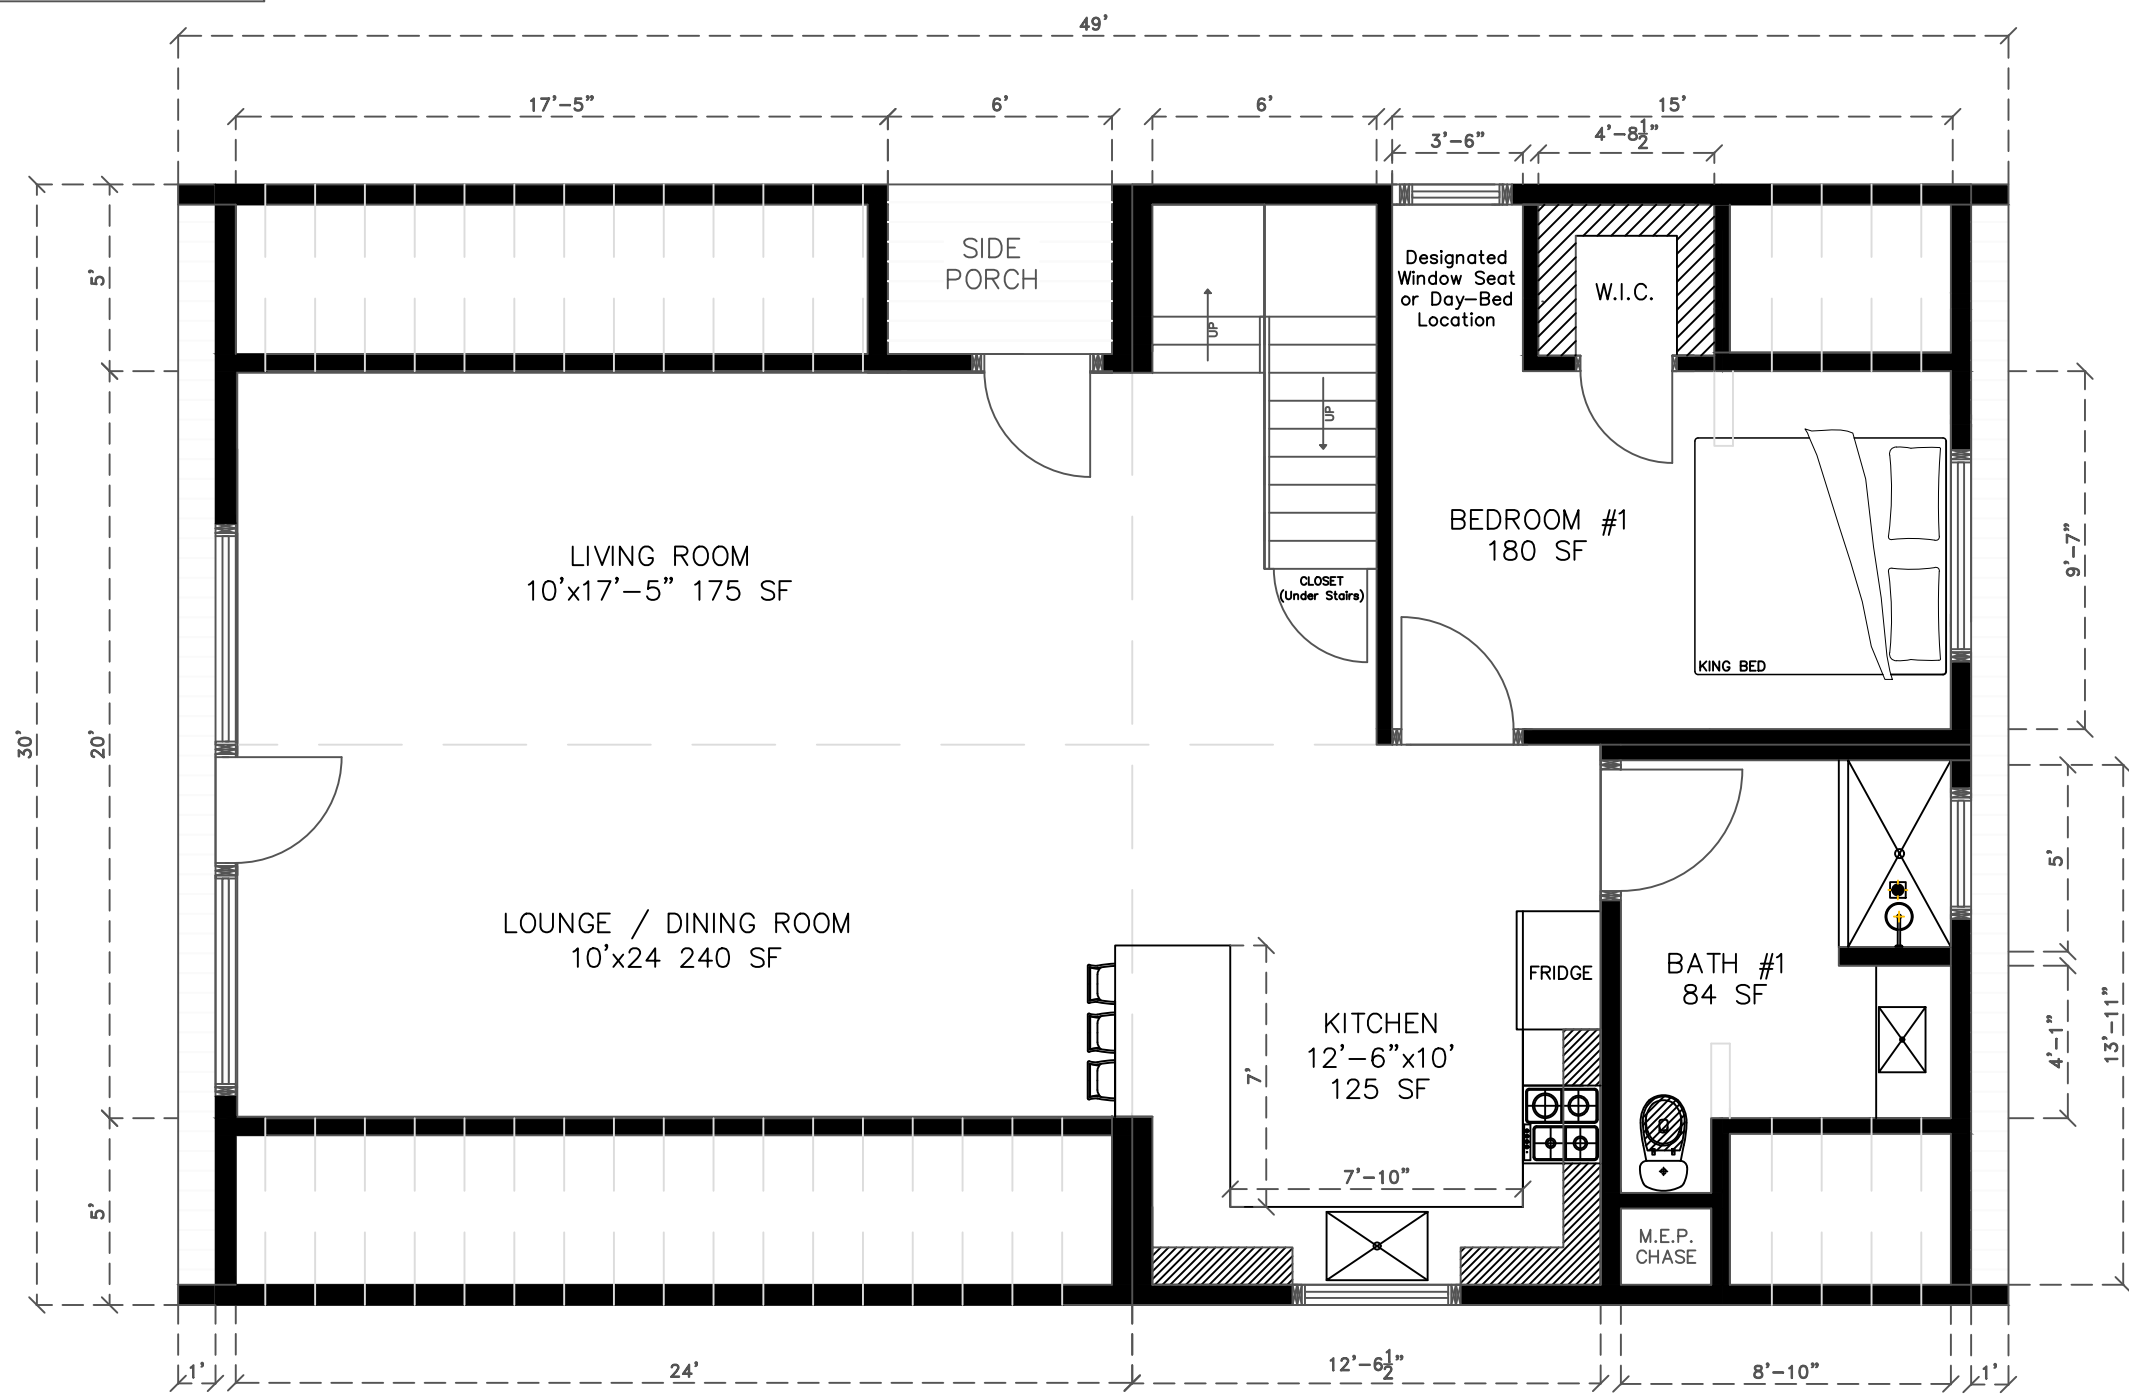 49'
17'-5"
6'
6'
15'
3'-6"
4'-8 1/2"
SIDE
PORCH
Designated
Window Seat
or Day-Bed
Location
W.I.C.
5'
UP
UP
BEDROOM #1
180 SF
LIVING ROOM
10'x17'-5" 175 SF
CLOSET
(Under Stairs)
KING BED
9'-7"
30'
20'
5'
LOUNGE / DINING ROOM
10'x24 240 SF
FRIDGE
BATH #1
84 SF
KITCHEN
12'-6"x10'
125 SF
7'
4'-1"
13'-11"
7'-10"
5'
M.E.P.
CHASE
1'
24'
12'-6 1/2"
8'-10"
1'